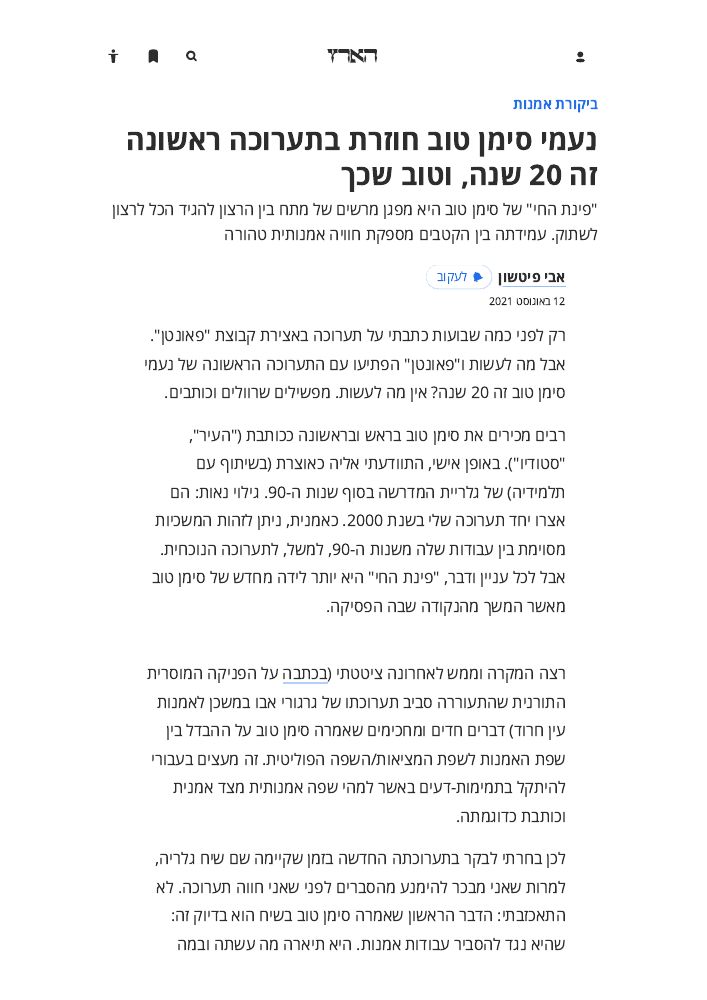 הארץ
ביקורת אמנות
נעמי סימן טוב חוזרת בתערוכה ראשונה
זה 20 שנה, וטוב שכך
"פינת החי" של סימן טוב היא מפגן מרשים של מתח בין הרצון להגיד הכל לרצון
לשתוק. עמידתה בין הקטבים מספקת חוויה אמנותית טהורה
אבי פיטשון
לעקוב
12 באוגוסט 2021
רק לפני כמה שבועות כתבתי על תערוכה באצירת קבוצת "פאונטן".
אבל מה לעשות ו"פאונטן" הפתיעו עם התערוכה הראשונה של נעמי
סימן טוב זה 20 שנה? אין מה לעשות. מפשילים שרוולים וכותבים.
רבים מכירים את סימן טוב בראש ובראשונה ככותבת ("העיר",
"סטודיו"). באופן אישי, התוודעתי אליה כאוצרת (בשיתוף עם
תלמידיה) של גלריית המדרשה בסוף שנות ה-90. גילוי נאות: הם
אצרו יחד תערוכה שלי בשנת 2000. כאמנית, ניתן לזהות המשכיות
מסוימת בין עבודות שלה משנות ה-90, למשל, לתערוכה הנוכחית.
אבל לכל עניין ודבר, "פינת החי" היא יותר לידה מחדש של סימן טוב
מאשר המשך מהנקודה שבה הפסיקה.
רצה המקרה וממש לאחרונה ציטטתי (בכתבה על הפניקה המוסרית
התורנית שהתעוררה סביב תערוכתו של גרגורי אבו במשכן לאמנות
עין חרוד) דברים חדים ומחכימים שאמרה סימן טוב על ההבדל בין
שפת האמנות לשפת המציאות/השפה הפוליטית. זה מעצים בעבורי
להיתקל בתמימות-דעים באשר למהי שפה אמנותית מצד אמנית
וכותבת כדוגמתה.
לכן בחרתי לבקר בתערוכתה החדשה בזמן שקיימה שם שיח גלריה,
למרות שאני מבכר להימנע מהסברים לפני שאני חווה תערוכה. לא
התאכזבתי: הדבר הראשון שאמרה סימן טוב בשיח הוא בדיוק זה:
שהיא נגד להסביר עבודות אמנות. היא תיארה מה עשתה ובמה